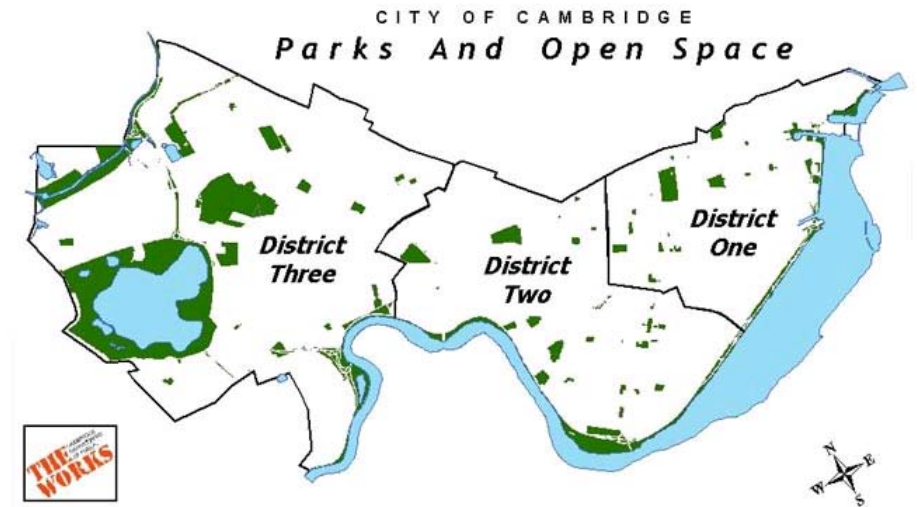 CITY OF CAMBRIDGE
Parks And Open Space
District
Three
District
Two
District
One
THE
WORKS
N
E
W
S